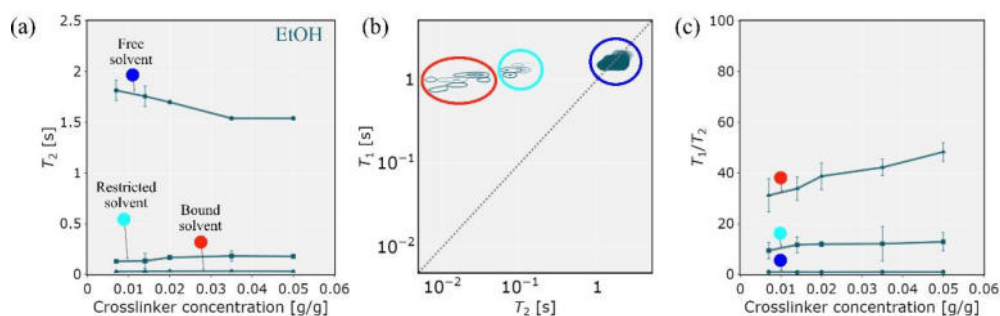 (a)
2.5
2
1.5
1
0.5
0
T₂ [s]
EtOH
Free
solvent
Restricted
solvent
Bound
solvent
0 0.01 0.02 0.03 0.04 0.05 0.06
Crosslinker concentration [g/g]
(b)
1
10⁻¹
10⁻²
T₁ [s]
10⁻² 10⁻¹ 1
T₂ [s]
(c)
100
80
60
40
20
0
T₁/T₂
0 0.01 0.02 0.03 0.04 0.05 0.06
Crosslinker concentration [g/g]